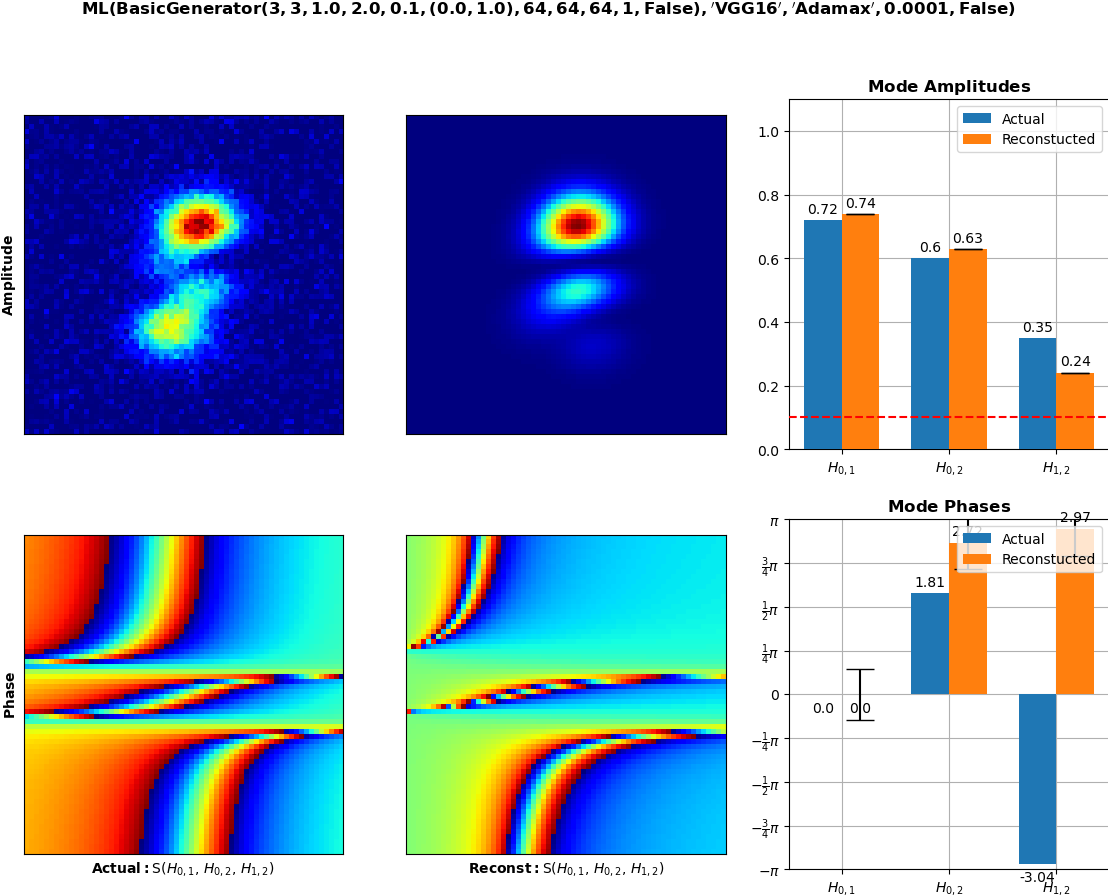 ML(BasicGenerator(3, 3, 1.0, 2.0, 0.1, (0.0, 1.0), 64, 64, 64, 1, False), ′VGG16′, ′Adamax′, 0.0001, False)
Amplitude
Mode Amplitudes
Actual
Reconstucted
1.0
0.8
0.6
0.4
0.2
0.0
0.72
0.74
0.6
0.63
0.35
0.24
H0,1
H0,2
H1,2
Phase
Actual: S(H0,1, H0,2, H1,2)
Reconst: S(H0,1, H0,2, H1,2)
Mode Phases
Actual
Reconstucted
π
3/4π
1/2π
1/4π
0
−1/4π
−1/2π
−3/4π
−π
0.0
0.0
1.81
2.97
-3.04
H0,1
H0,2
H1,2